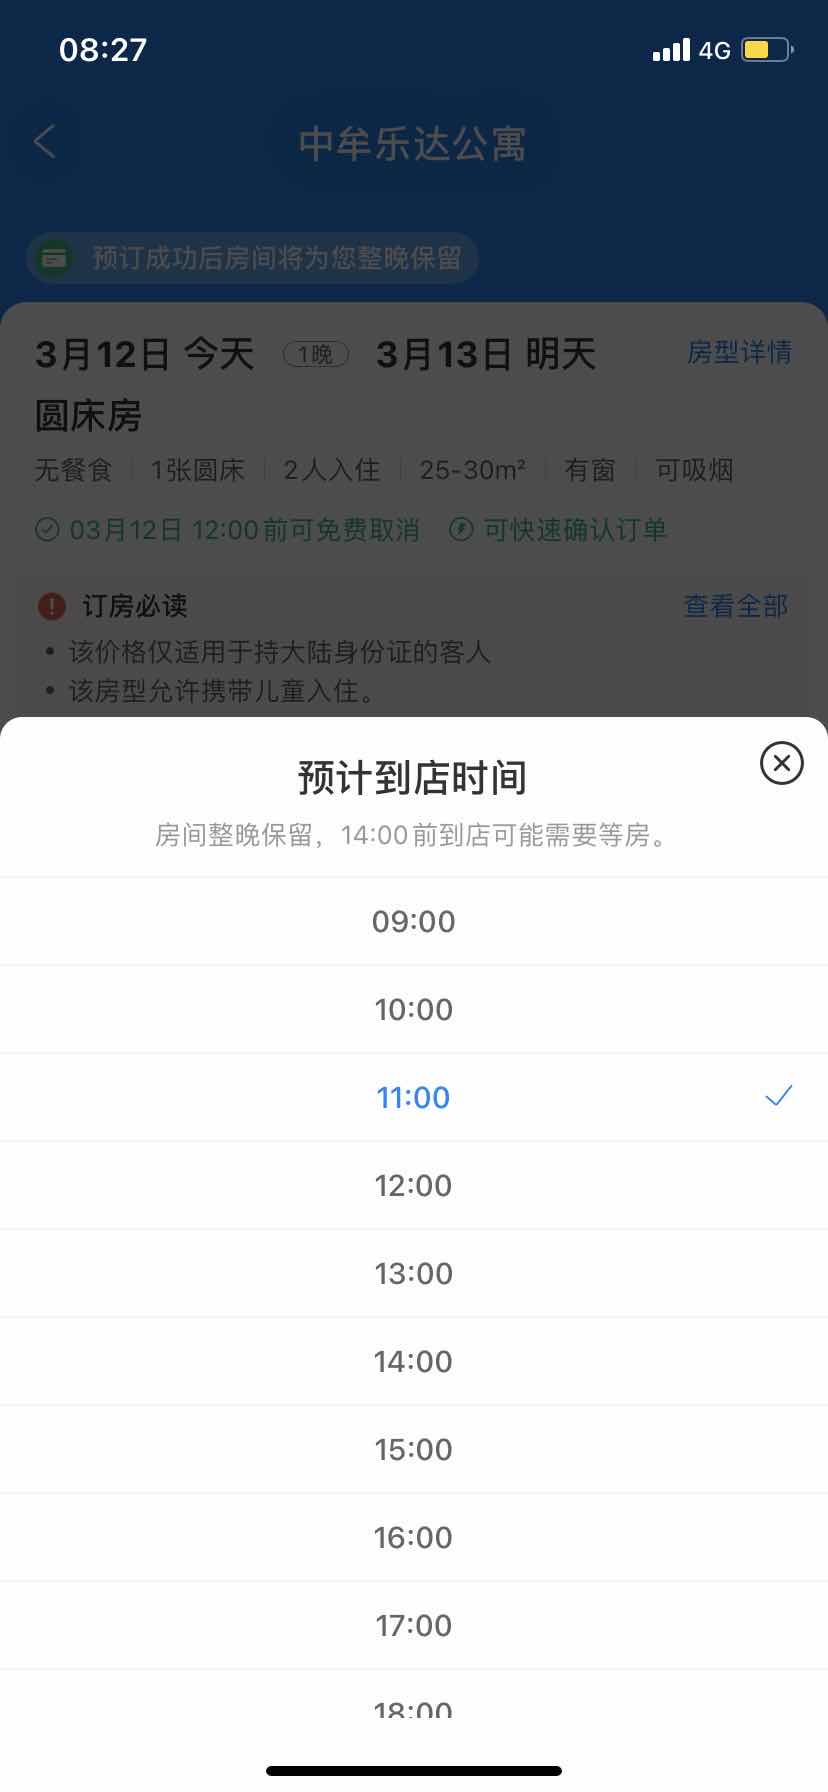 08:27 4G
中牟乐达公寓
预订成功后房间将为您整晚保留
3月12日 今天 1晚 3月13日 明天 房型详情
圆床房
无餐食 1张圆床 2人入住 25-30m² 有窗 可吸烟
03月12日 12:00前可免费取消 可快速确认订单
订房必读 查看全部
• 该价格仅适用于持大陆身份证的客人
• 该房型允许携带儿童入住。
预计到店时间
房间整晚保留，14:00前到店可能需要等房。
09:00
10:00
11:00
12:00
13:00
14:00
15:00
16:00
17:00
18:00